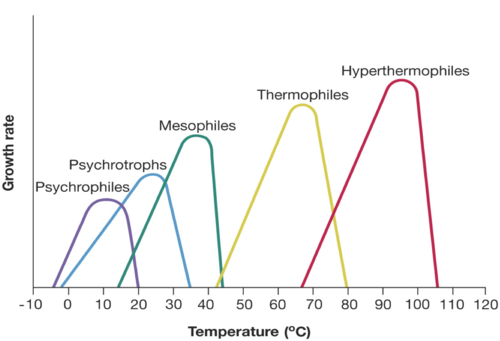 Hyperthermophiles
Thermophiles
Mesophiles
Psychrotrophs
Psychrophiles
Growth rate
-10 0 10 20 30 40 50 60 70 80 90 100 110 120
Temperature (ºC)